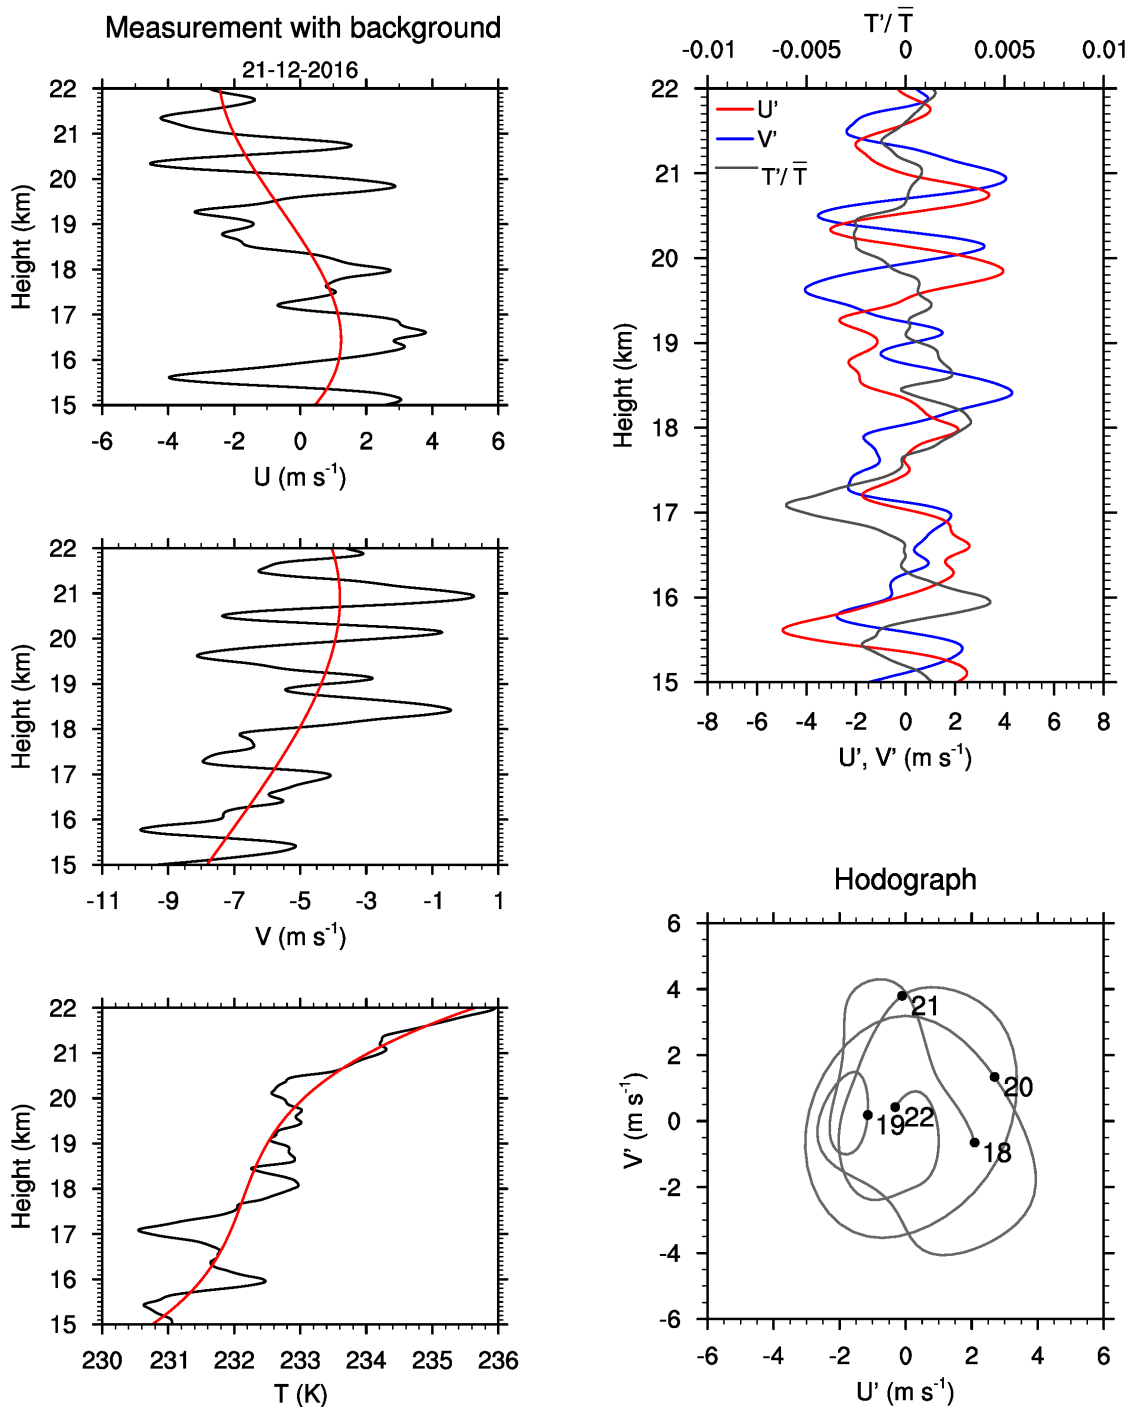 Measurement with background
21-12-2016
22
21
20
19
18
17
16
15
Height (km)
-6 -4 -2 0 2 4 6
U (m s-1)
22
21
20
19
18
17
16
15
Height (km)
-11 -9 -7 -5 -3 -1 1
V (m s-1)
22
21
20
19
18
17
16
15
Height (km)
230 231 232 233 234 235 236
T (K)
T'/ T
-0.01 -0.005 0 0.005 0.01
U'
V'
T'/ T
22
21
20
19
18
17
16
15
Height (km)
-8 -6 -4 -2 0 2 4 6 8
U', V' (m s-1)
Hodograph
6
4
2
0
-2
-4
-6
V' (m s-1)
21
20
19
22
18
-6 -4 -2 0 2 4 6
U' (m s-1)